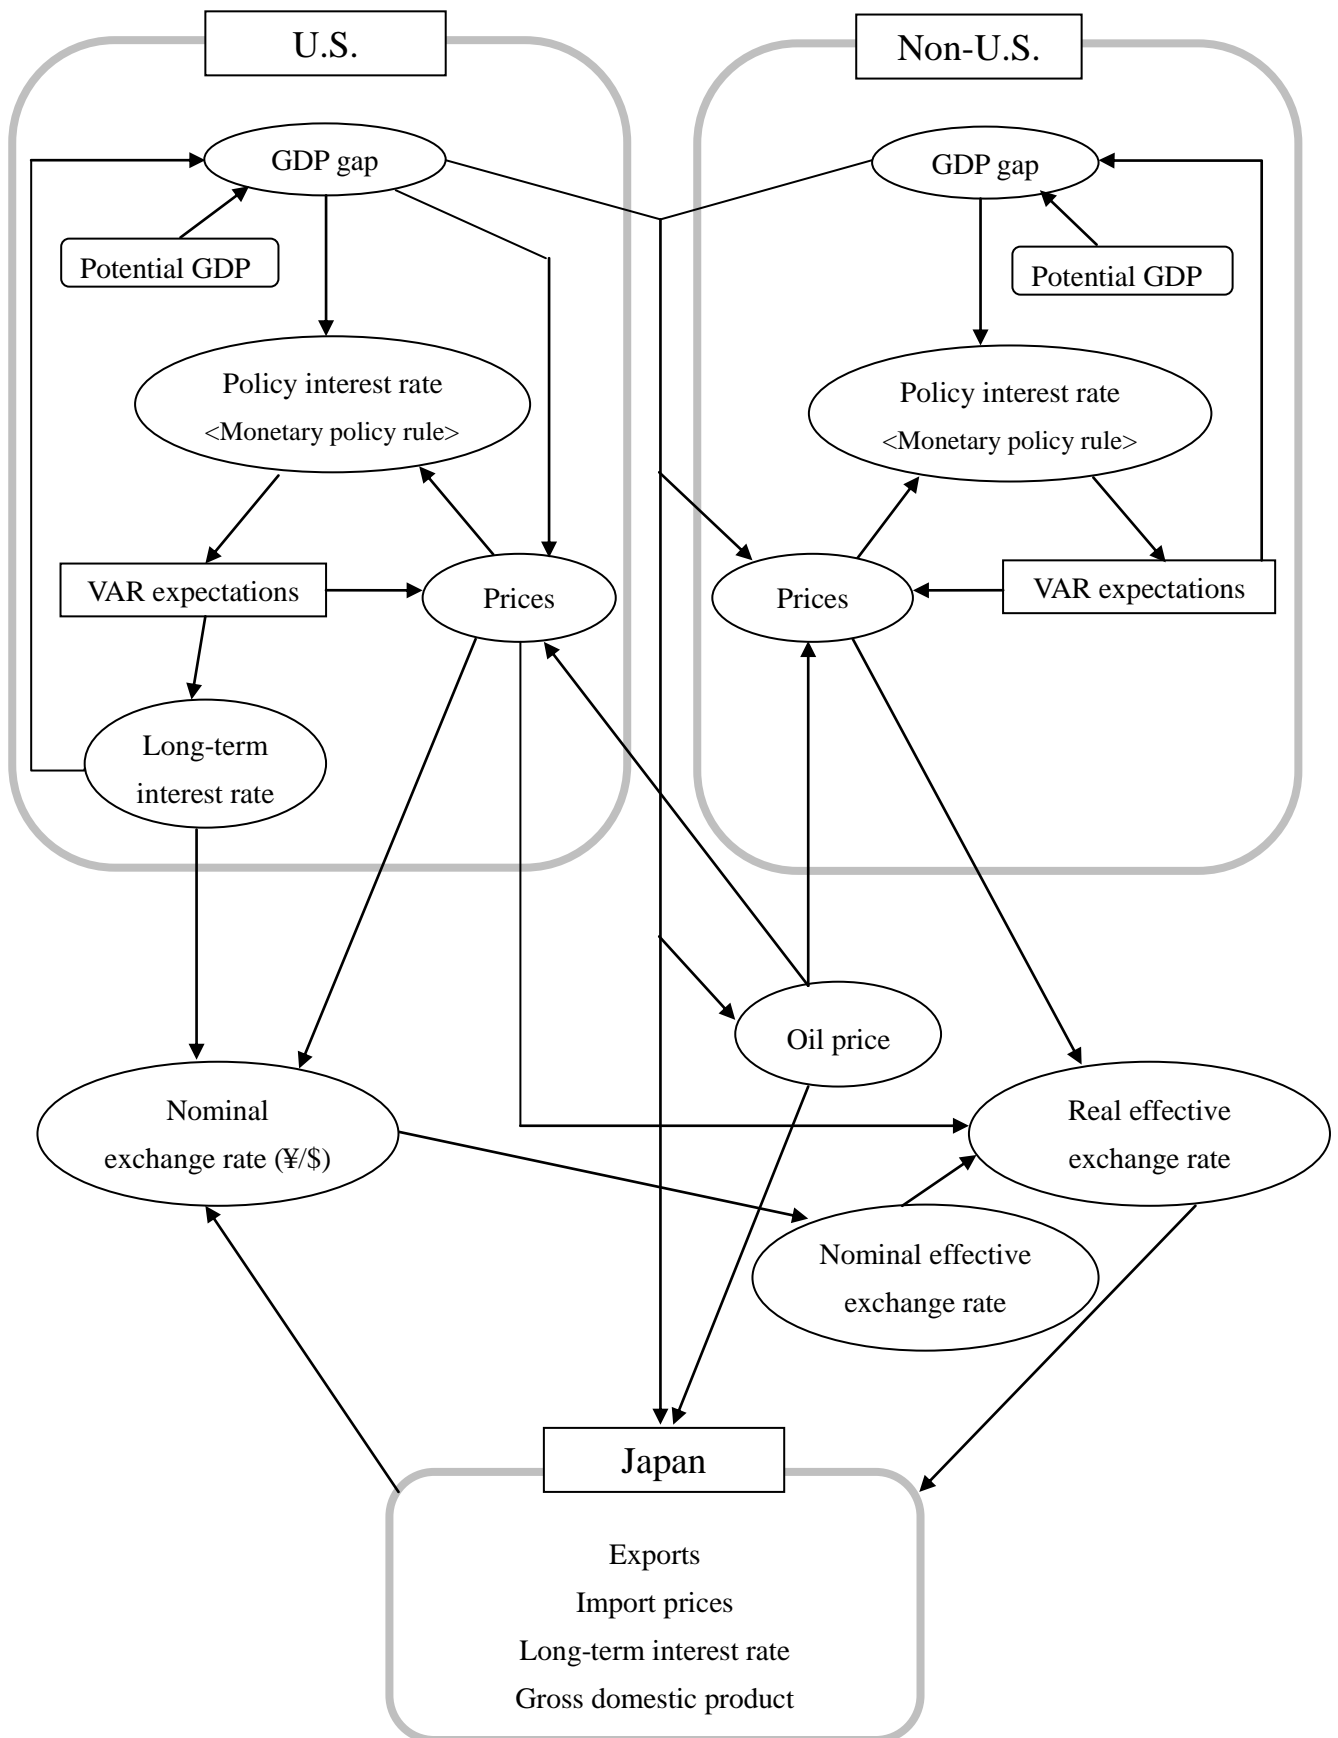 U.S.
Non-U.S.
GDP gap
GDP gap
Potential GDP
Potential GDP
Policy interest rate
<Monetary policy rule>
Policy interest rate
<Monetary policy rule>
VAR expectations
Prices
Prices
VAR expectations
Long-term
interest rate
Oil price
Nominal
exchange rate (¥/$)
Real effective
exchange rate
Nominal effective
exchange rate
Japan
Exports
Import prices
Long-term interest rate
Gross domestic product